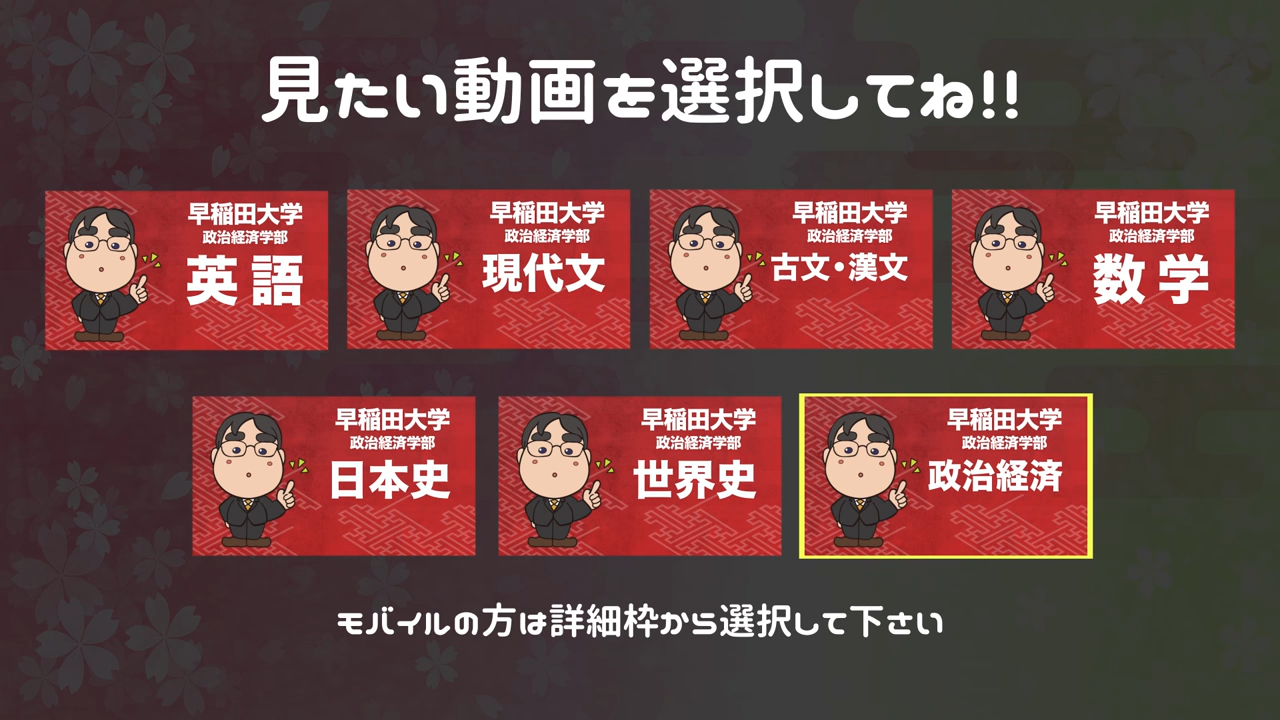 見たい動画を選択してね!!
早稲田大学
政治経済学部
英語
早稲田大学
政治経済学部
現代文
早稲田大学
政治経済学部
古文・漢文
早稲田大学
政治経済学部
数学
早稲田大学
政治経済学部
日本史
早稲田大学
政治経済学部
世界史
早稲田大学
政治経済学部
政治経済
モバイルの方は詳細枠から選択して下さい